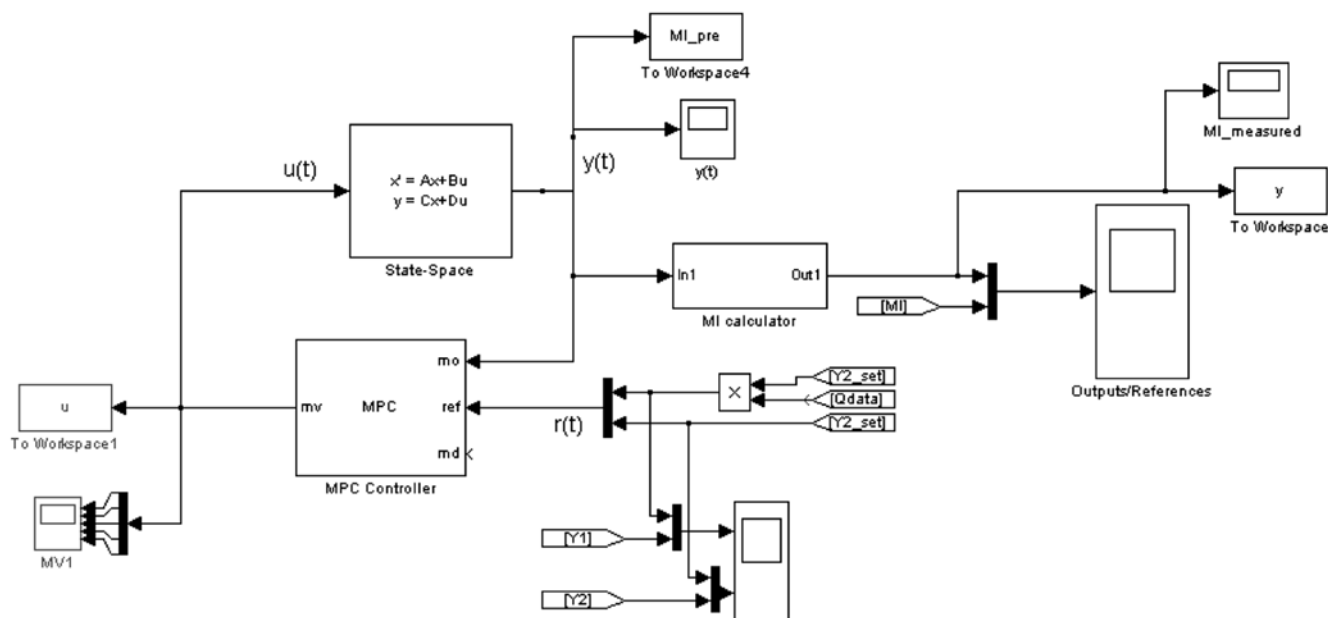 MI_pre
To Workspace4
MI_measured
y(t)
u(t)
x' = Ax+Bu
y = Cx+Du
State-Space
y(t)
y
To Workspace
In1
Out1
MI calculator
[MI]
Outputs/References
mo
mv
MPC
ref
md
MPC Controller
u
To Workspace1
r(t)
×
[Y2_set]
[Qdata]
[Y2_set]
MV1
[Y1]
[Y2]